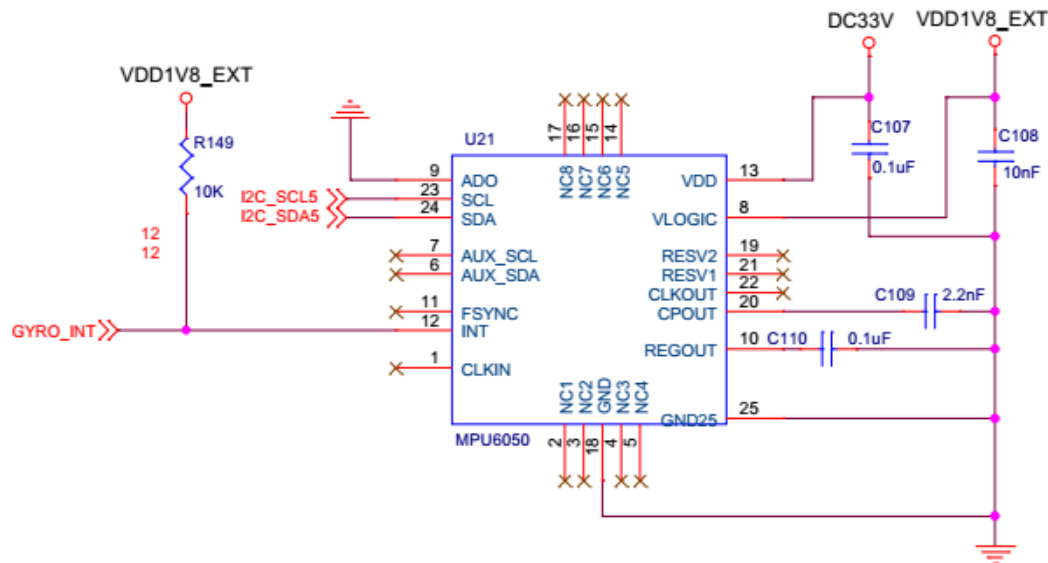 DC33V
VDD1V8_EXT
VDD1V8_EXT
R149
10K
U21
17
16
15
14
NC8
NC7
NC6
NC5
C107
0.1uF
C108
10nF
9
ADO
VDD
13
I2C_SCL5
23
SCL
I2C_SDA5
24
SDA
VLOGIC
8
12
12
7
AUX_SCL
RESV2
19
6
AUX_SDA
RESV1
21
CLKOUT
22
11
FSYNC
CPOUT
20
C109
2.2nF
GYRO_INT
12
INT
REGOUT
10
C110
0.1uF
1
CLKIN
NC1
NC2
GND
NC3
NC4
GND25
25
MPU6050
2
3
18
4
5